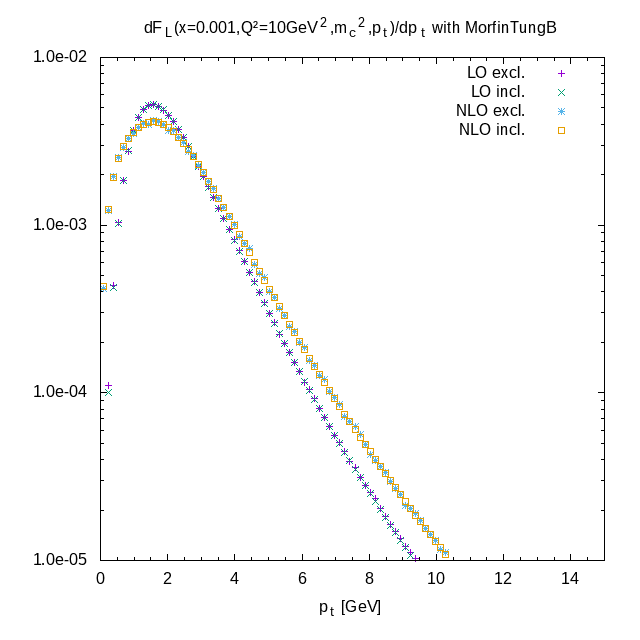 dF_L(x=0.001,Q²=10GeV²,m_c²,p_t)/dp_t with MorfinTungB
1.0e-02
1.0e-03
1.0e-04
1.0e-05
LO excl.
LO incl.
NLO excl.
NLO incl.
0 2 4 6 8 10 12 14
p_t [GeV]